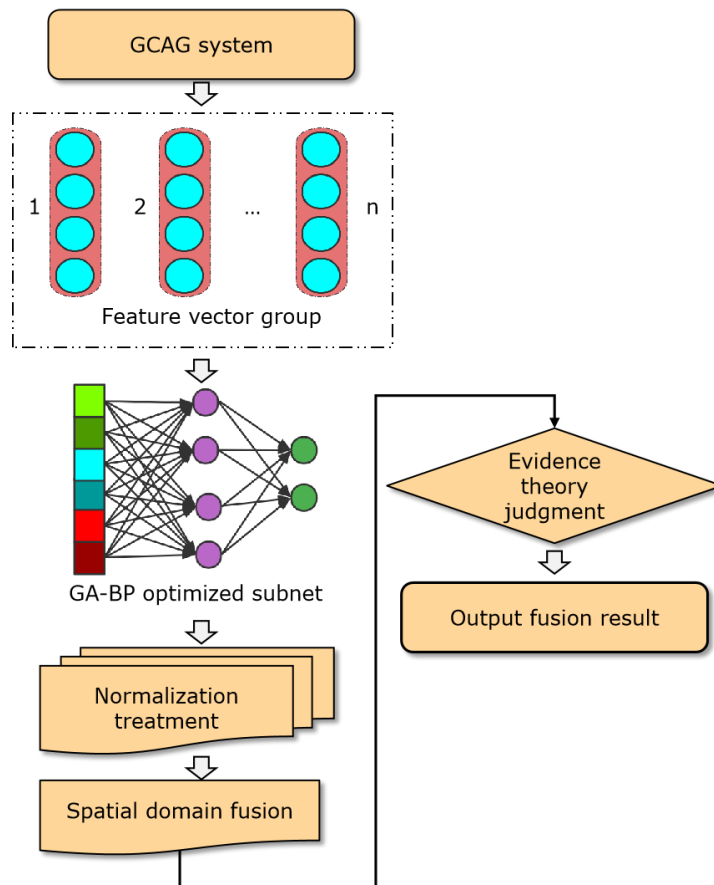 GCAG system
1
2
...
n
Feature vector group
GA-BP optimized subnet
Normalization
treatment
Spatial domain fusion
Evidence
theory
judgment
Output fusion result